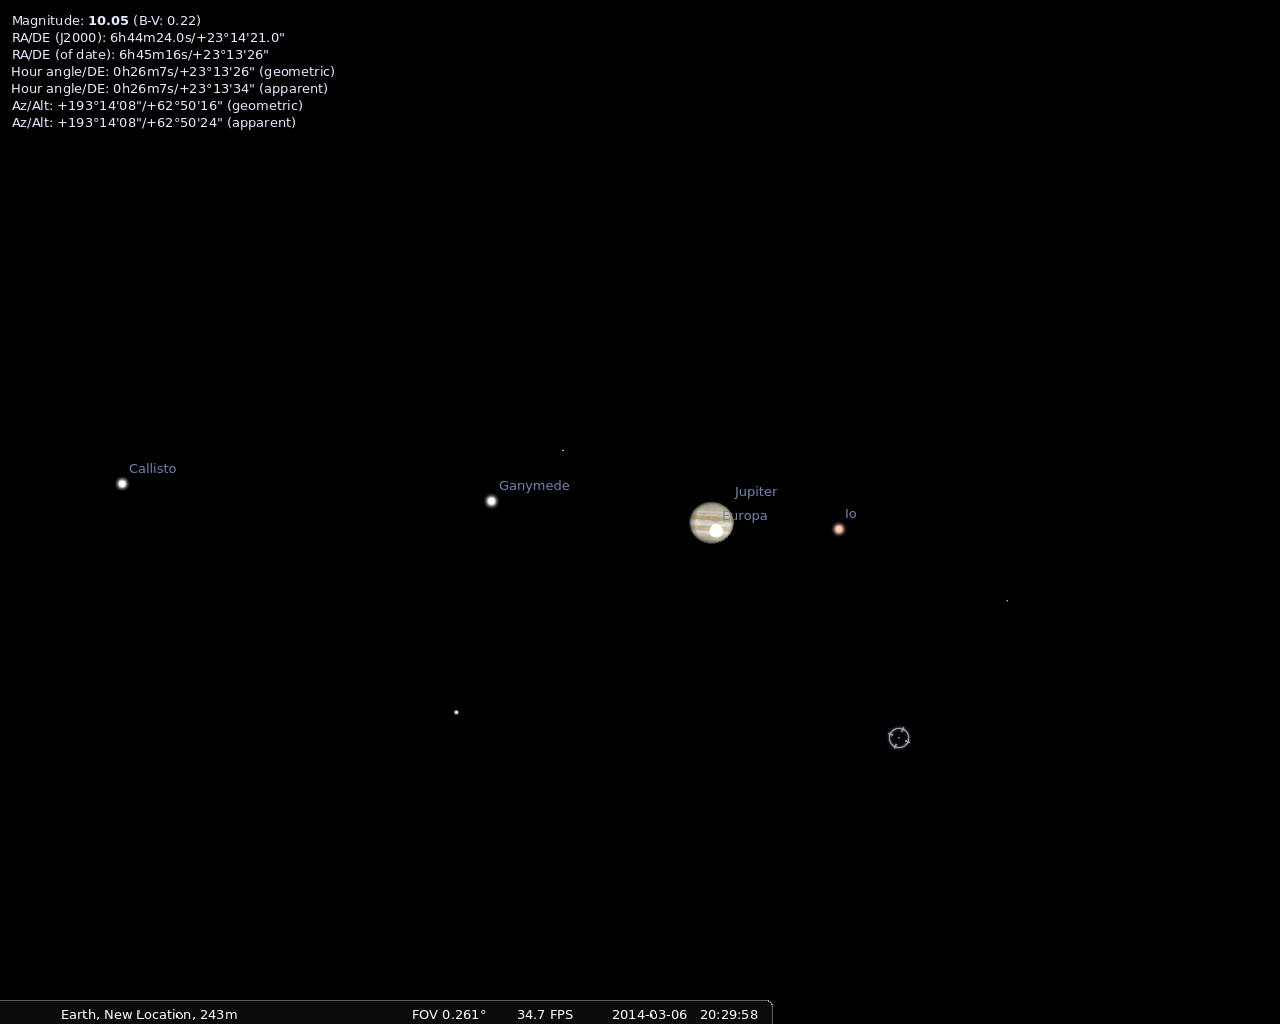 Magnitude: 10.05 (B-V: 0.22)
RA/DE (J2000): 6h44m24.0s/+23°14'21.0"
RA/DE (of date): 6h45m16s/+23°13'26"
Hour angle/DE: 0h26m7s/+23°13'26" (geometric)
Hour angle/DE: 0h26m7s/+23°13'34" (apparent)
Az/Alt: +193°14'08"/+62°50'16" (geometric)
Az/Alt: +193°14'08"/+62°50'24" (apparent)
Callisto
Ganymede
Jupiter
Europa
Io
Earth, New Location, 243m FOV 0.261° 34.7 FPS 2014-03-06 20:29:58